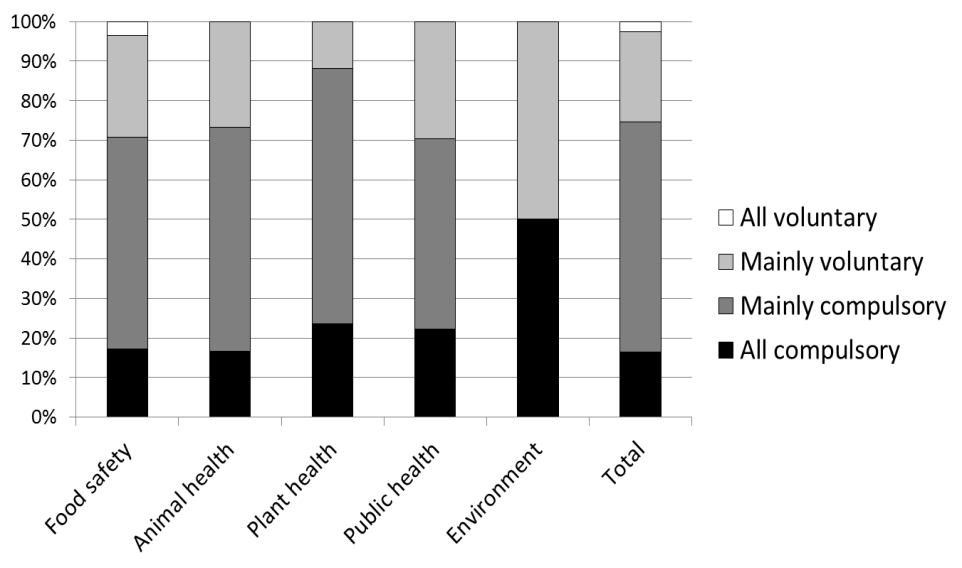 100%
90%
80%
70%
60%
50%
40%
30%
20%
10%
0%
Food safety
Animal health
Plant health
Public health
Environment
Total
All voluntary
Mainly voluntary
Mainly compulsory
All compulsory